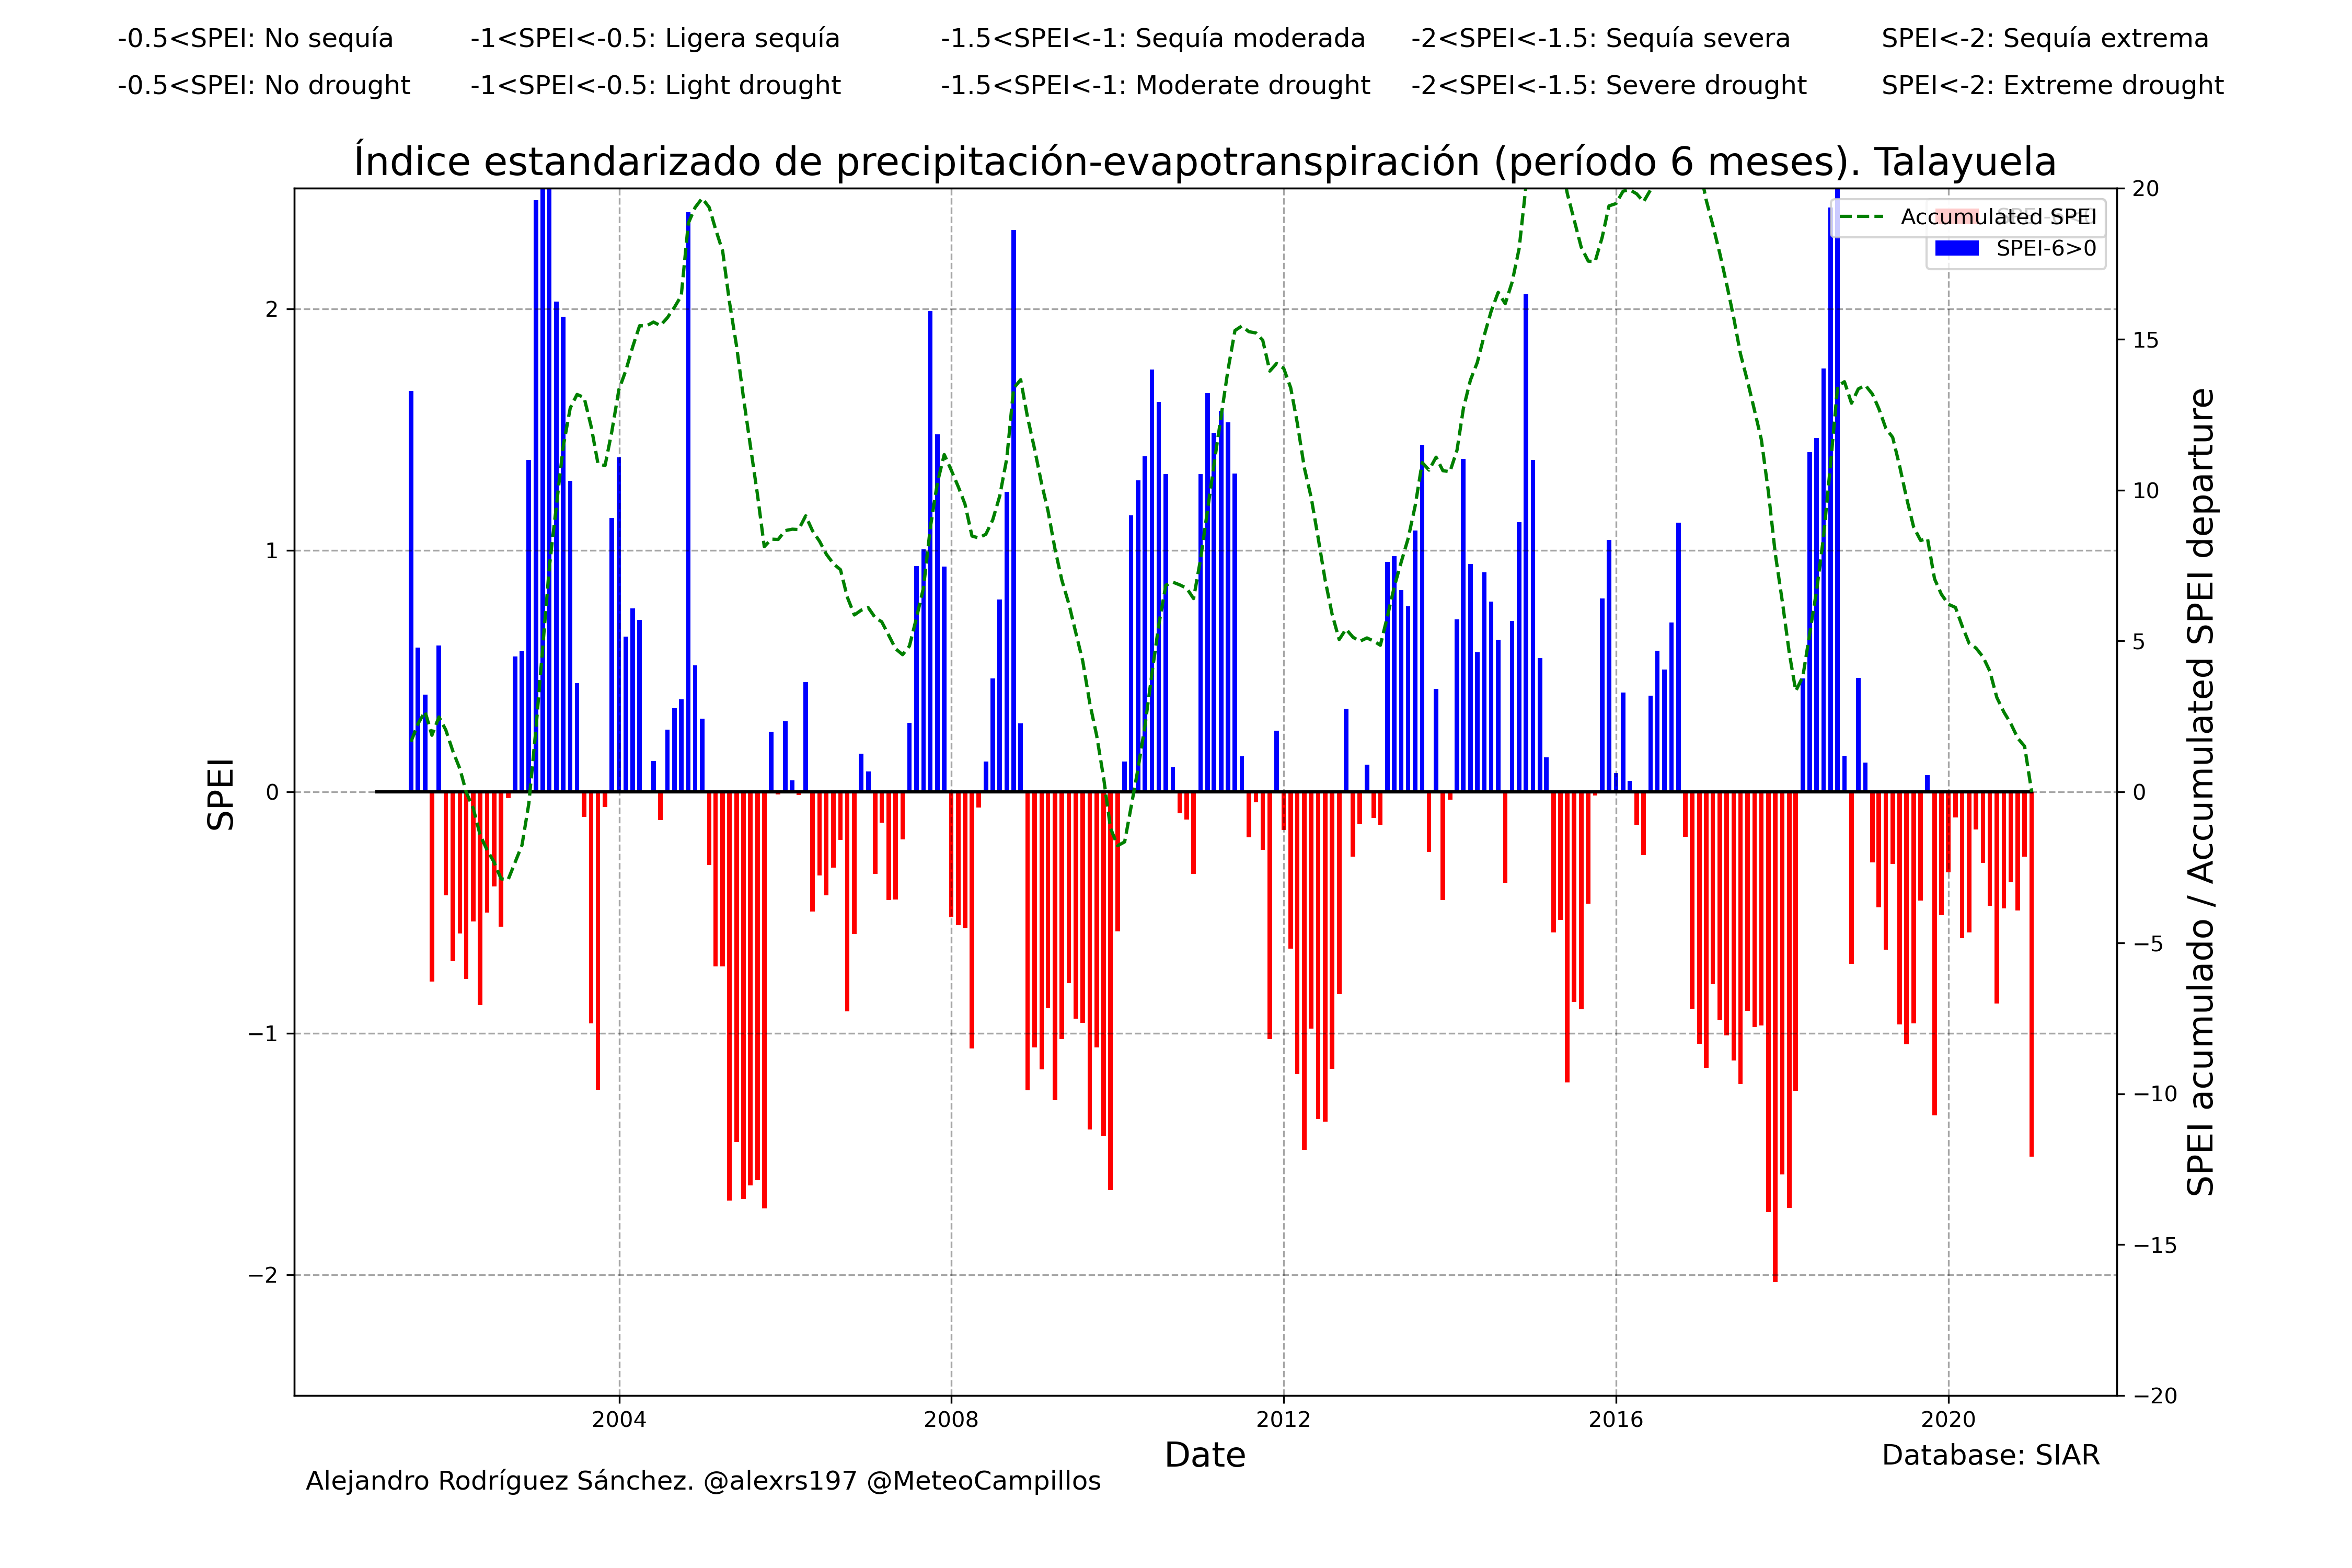 -0.5<SPEI: No sequía -1<SPEI<-0.5: Ligera sequía -1.5<SPEI<-1: Sequía moderada -2<SPEI<-1.5: Sequía severa SPEI<-2: Sequía extrema
-0.5<SPEI: No drought -1<SPEI<-0.5: Light drought -1.5<SPEI<-1: Moderate drought -2<SPEI<-1.5: Severe drought SPEI<-2: Extreme drought
Índice estandarizado de precipitación-evapotranspiración (período 6 meses). Talayuela
Accumulated SPEI
SPEI-6>0
SPEI
2
1
0
−1
−2
20
15
10
5
0
−5
−10
−15
−20
SPEI acumulado / Accumulated SPEI departure
2004 2008 2012 2016 2020
Date
Database: SIAR
Alejandro Rodríguez Sánchez. @alexrs197 @MeteoCampillos